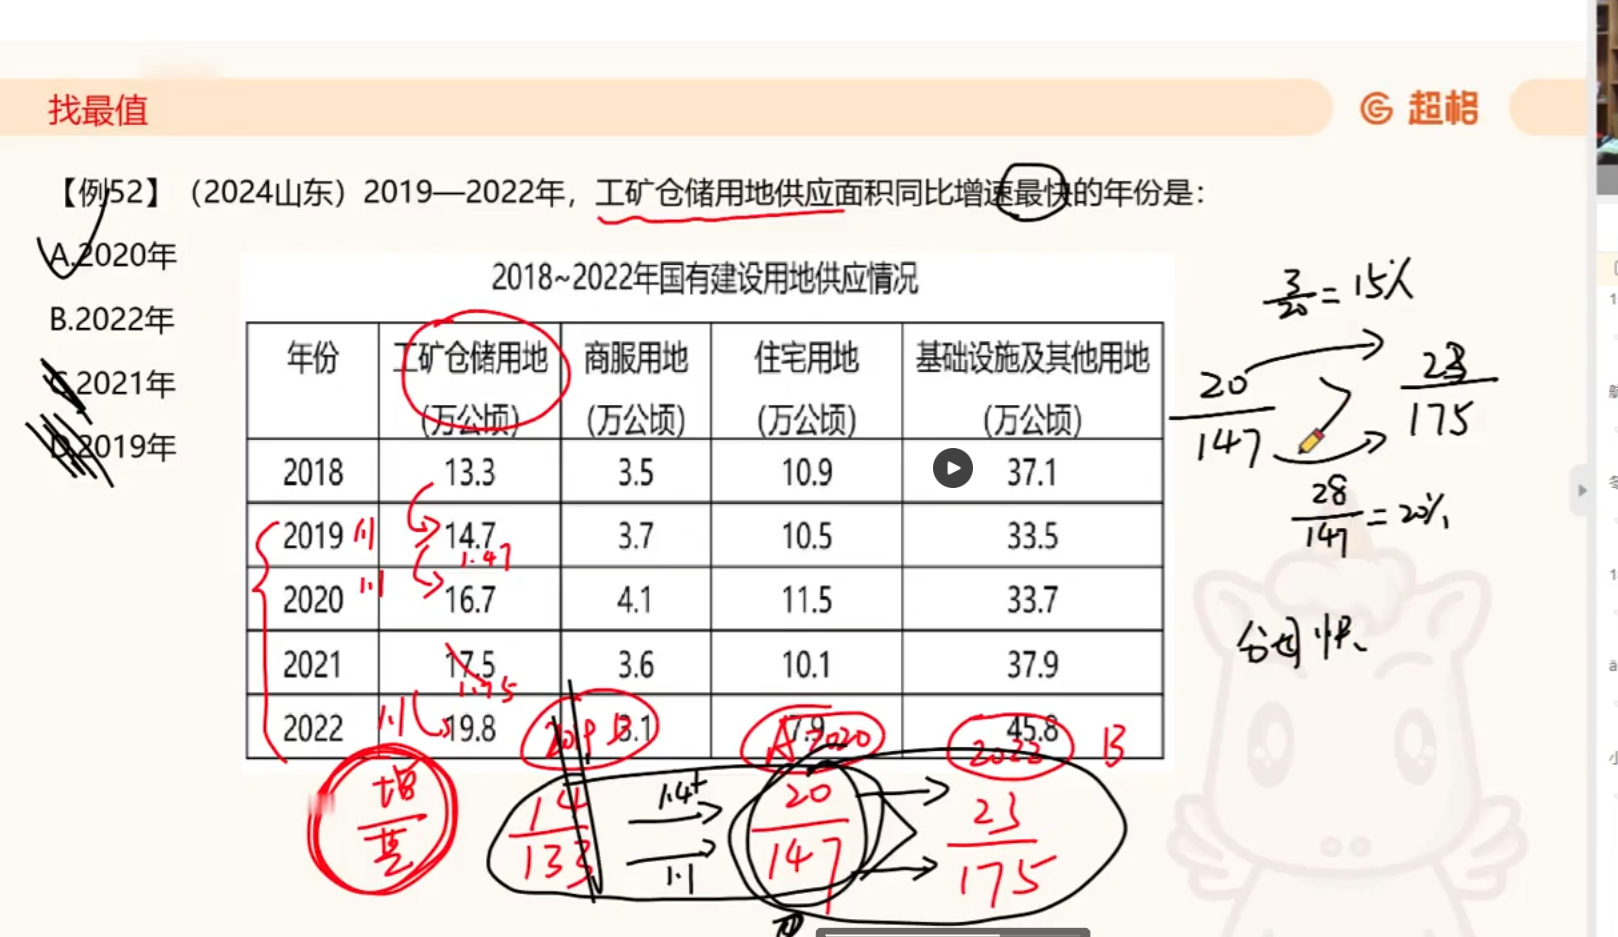 找最值
超格
【例52】（2024山东）2019—2022年，工矿仓储用地供应面积同比增速最快的年份是：
A.2020年
B.2022年
C.2021年
D.2019年
2018~2022年国有建设用地供应情况
年份 工矿仓储用地（万公顷） 商服用地（万公顷） 住宅用地（万公顷） 基础设施及其他用地（万公顷）
2018 13.3 3.5 10.9 37.1
2019 1.1 14.7 3.7 10.5 33.5
1.47
2020 1.1 16.7 4.1 11.5 33.7
2021 17.5 3.6 10.1 37.9
1.75
2022 1.1 19.8 3.1 7.9 45.8
2019 B A 2020 2022 B
增/基
14/133
1.4+
1.1
20/147
23/175
3/20=15%
20/147
23/175
28/147=20%
分母快